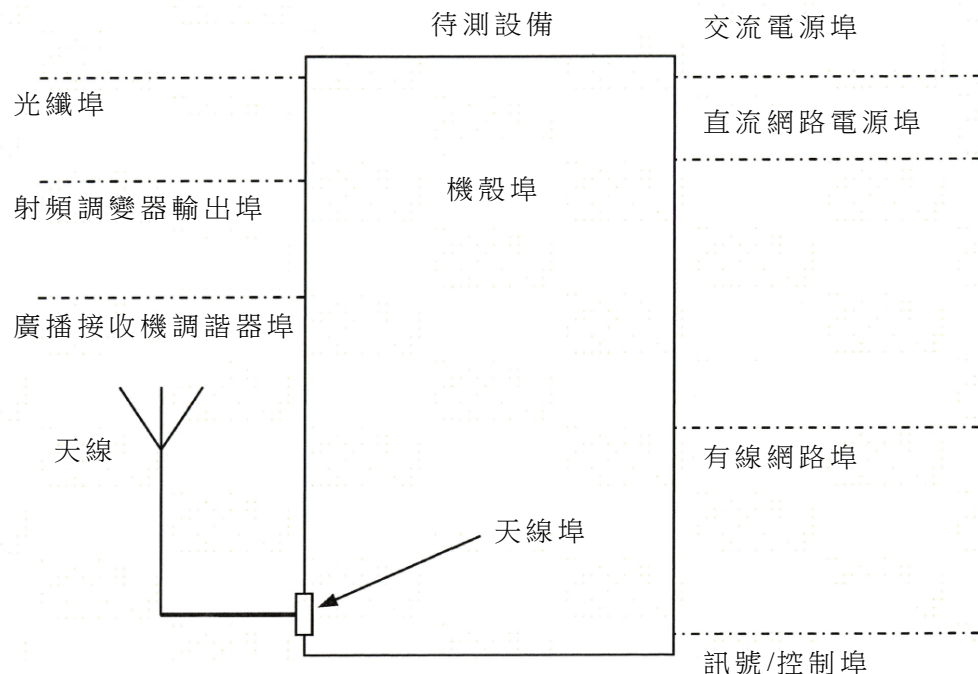 待測設備
交流電源埠
光纖埠
直流網路電源埠
機殼埠
射頻調變器輸出埠
廣播接收機調諧器埠
天線
有線網路埠
天線埠
訊號/控制埠